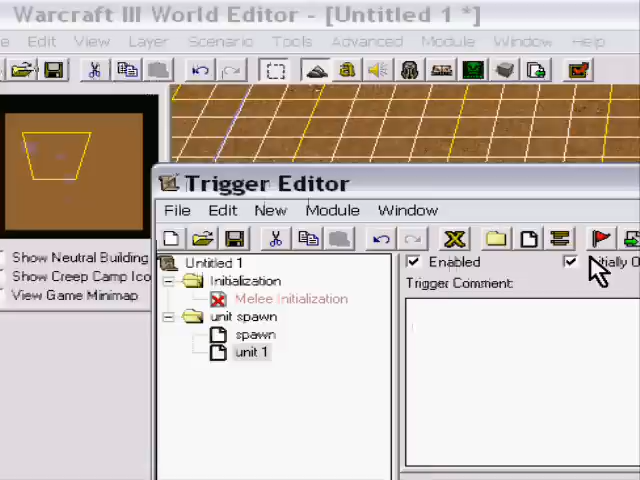 Warcraft III World Editor - [Untitled 1 *]
e Edit View Layer Scenario Tools Advanced Module Window Help
Trigger Editor
File Edit New Module Window
Show Neutral Building
Show Creep Camp Ico
View Game Minimap
Untitled 1
Initialization
Melee Initialization
unit spawn
spawn
unit 1
Enabled
itially O
Trigger Comment: